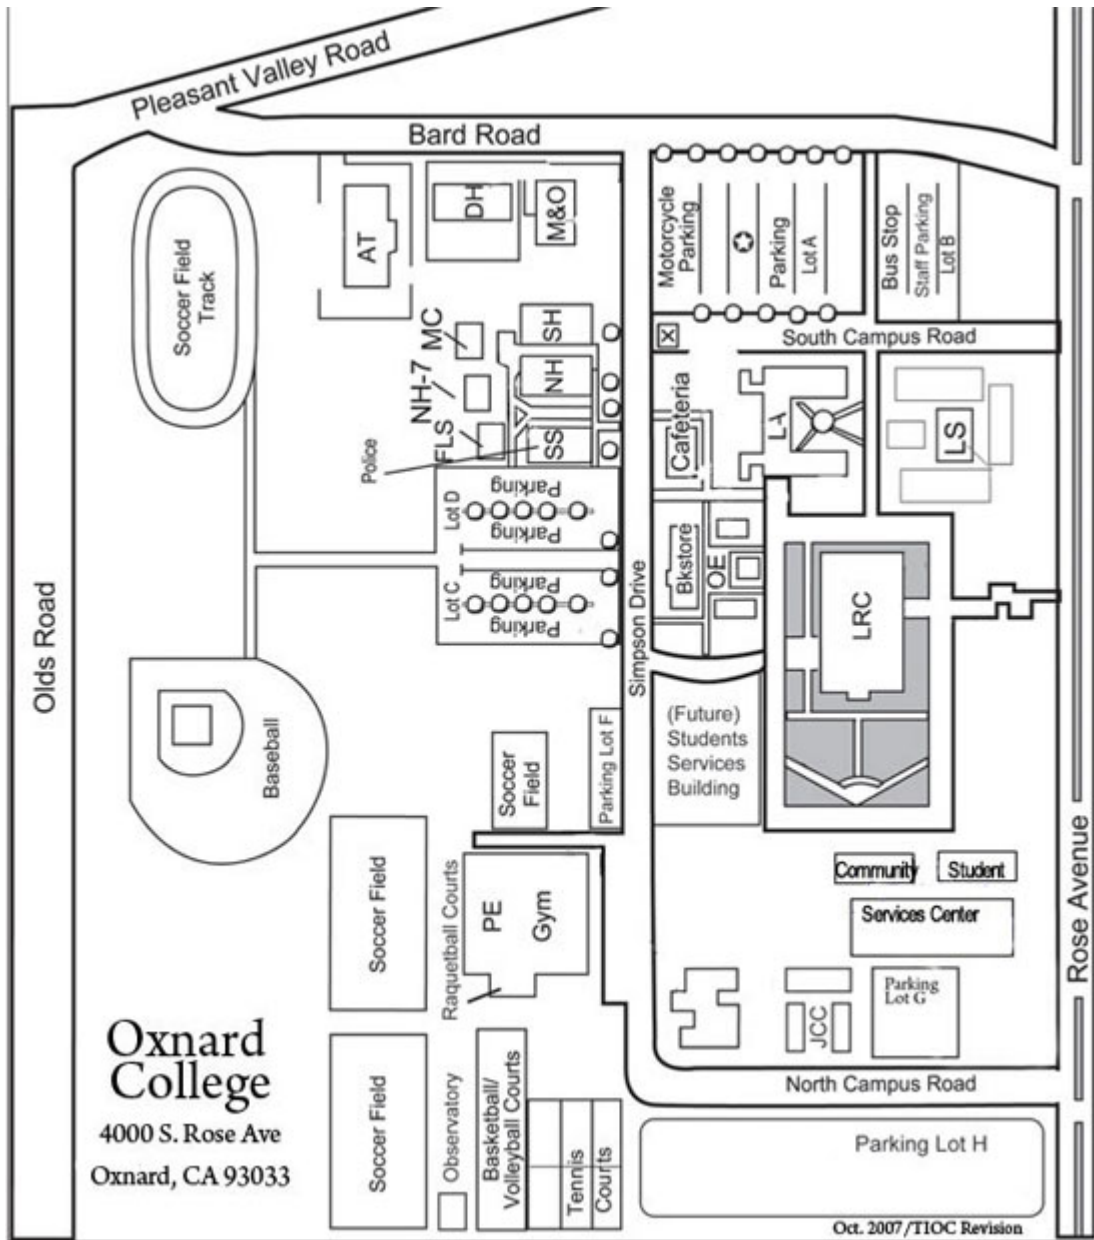 Pleasant Valley Road
Bard Road
Soccer Field
Track
AT
DH
M&O
Motorcycle
Parking
Parking
Lot A
Bus Stop
Staff Parking
Lot B
South Campus Road
MC
NH-7
FLS
Police
SH
NH
SS
Cafeteria
LA
LS
Lot D
Parking
Parking
Lot C
Parking
Parking
Bkstore
OE
LRC
Olds Road
Simpson Drive
Baseball
Soccer
Field
Parking Lot F
(Future)
Students
Services
Building
Rose Avenue
Soccer Field
Raquetball Courts
PE
Gym
Community
Student
Services Center
JCC
Parking
Lot G
Oxnard
College
4000 S. Rose Ave
Oxnard, CA 93033
Soccer Field
Observatory
Basketball/
Volleyball Courts
Tennis
Courts
North Campus Road
Parking Lot H
Oct. 2007/TIOC Revision